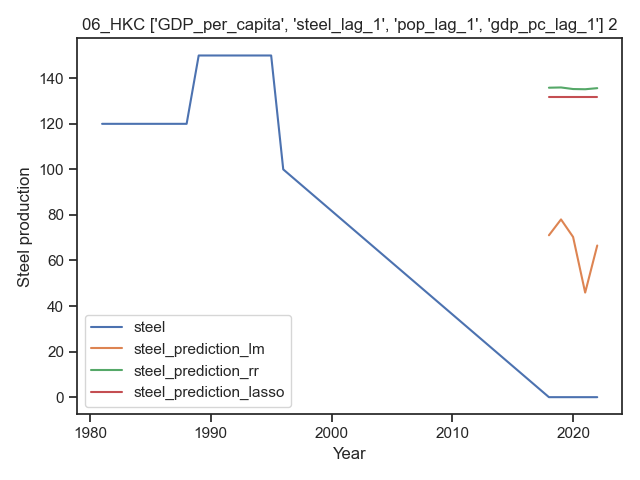 06_HKC ['GDP_per_capita', 'steel_lag_1', 'pop_lag_1', 'gdp_pc_lag_1'] 2
Steel production
140
120
100
80
60
40
20
0
steel
steel_prediction_lm
steel_prediction_rr
steel_prediction_lasso
1980 1990 2000 2010 2020
Year